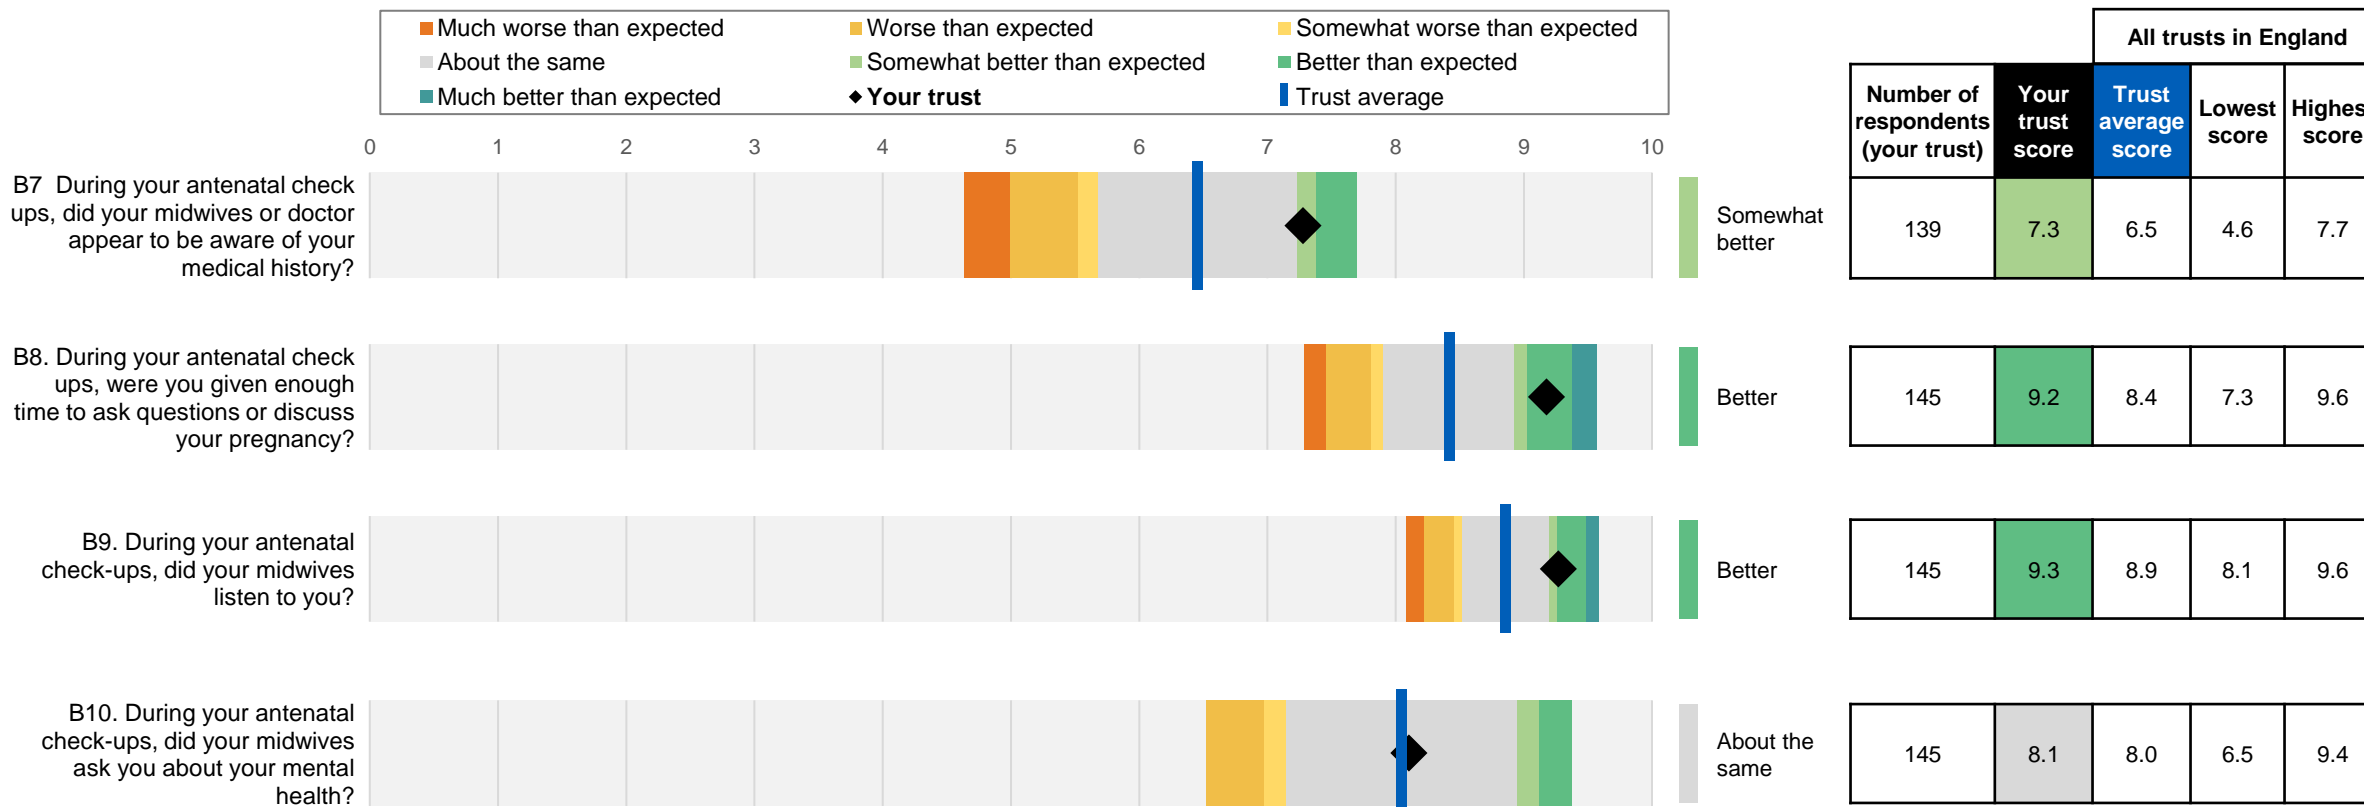 Much worse than expected
Worse than expected
Somewhat worse than expected
About the same
Somewhat better than expected
Better than expected
Much better than expected
Your trust
Trust average
All trusts in England
Number of
respondents
(your trust)
Your
trust
score
Trust
average
score
Lowest
score
Highes
score
0 1 2 3 4 5 6 7 8 9 10
B7 During your antenatal check
ups, did your midwives or doctor
appear to be aware of your
medical history?
Somewhat
better
139 7.3 6.5 4.6 7.7
B8. During your antenatal check
ups, were you given enough
time to ask questions or discuss
your pregnancy?
Better
145 9.2 8.4 7.3 9.6
B9. During your antenatal
check-ups, did your midwives
listen to you?
Better
145 9.3 8.9 8.1 9.6
B10. During your antenatal
check-ups, did your midwives
ask you about your mental
health?
About the
same
145 8.1 8.0 6.5 9.4